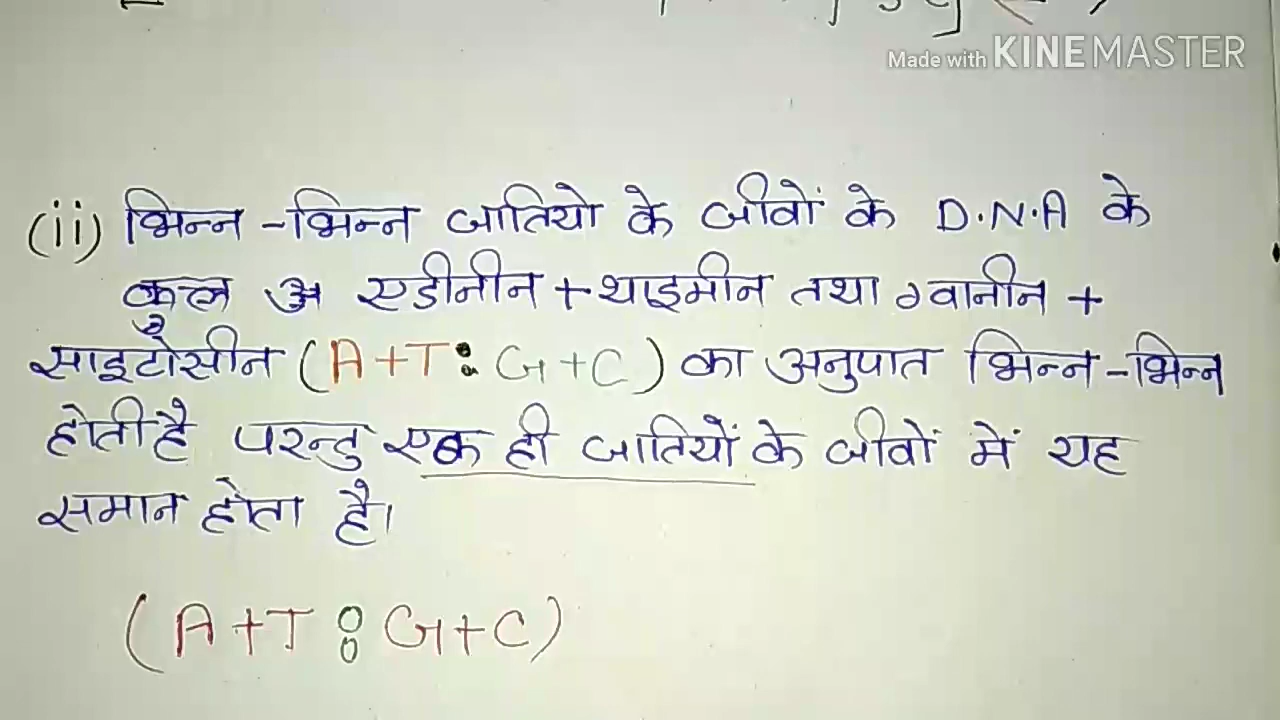 Made with KINEMASTER
(ii) भिन्न-भिन्न जातियो के जीवों के D.N.A के
कुल अ एडीनीन + थाइमीन तथा ग्वानीन +
साइटोसीन (A+T : G+C) का अनुपात भिन्न-भिन्न
होती है परन्तु एक ही जातियों के जीवों में यह
समान होता है।
(A+T : G+C)